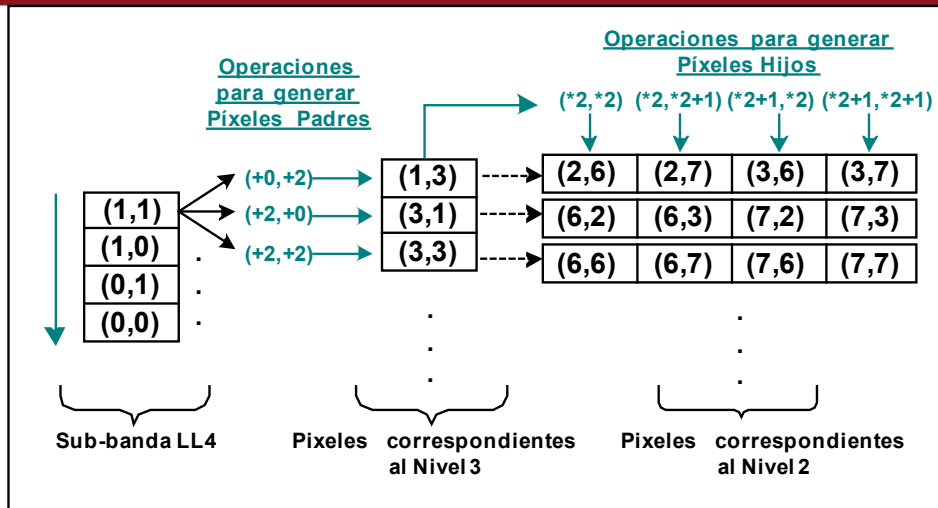 Operaciones para generar
Píxeles Hijos
Operaciones
para generar
Píxeles Padres
(*2,*2) (*2,*2+1) (*2+1,*2) (*2+1,*2+1)
(+0,+2) (1,3) (2,6) (2,7) (3,6) (3,7)
(1,1) (+2,+0) (3,1) (6,2) (6,3) (7,2) (7,3)
(1,0) (+2,+2) (3,3) (6,6) (6,7) (7,6) (7,7)
(0,1)
(0,0)
Sub-banda LL4
Pixeles correspondientes
al Nivel 3
Pixeles correspondientes
al Nivel 2